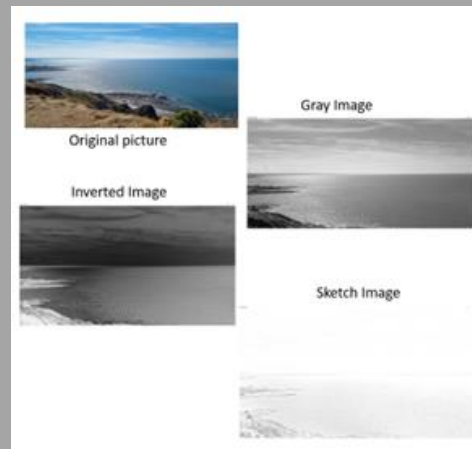 Original picture
Gray Image
Inverted Image
Sketch Image